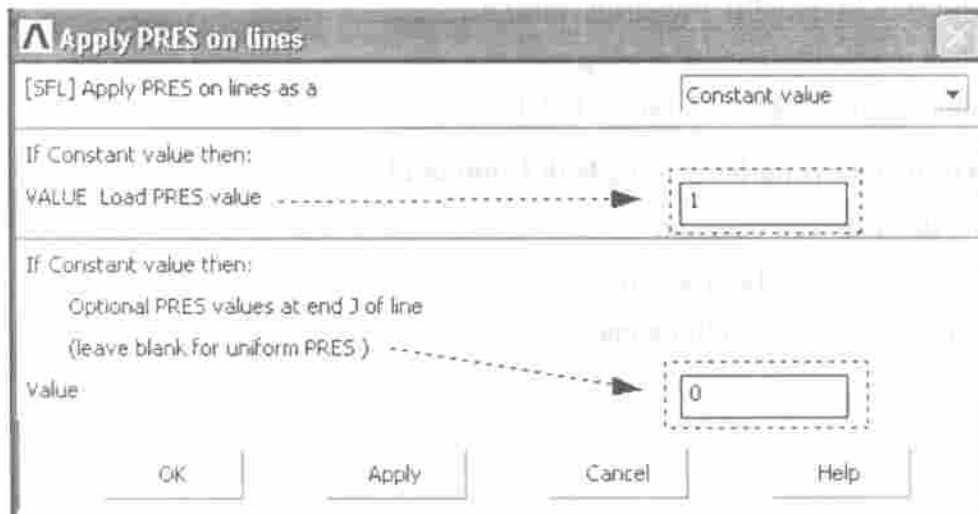 Apply PRES on lines
[SFL] Apply PRES on lines as a
Constant value
If Constant value then:
VALUE Load PRES value
1
If Constant value then:
Optional PRES values at end J of line
(leave blank for uniform PRES )
Value
0
OK
Apply
Cancel
Help